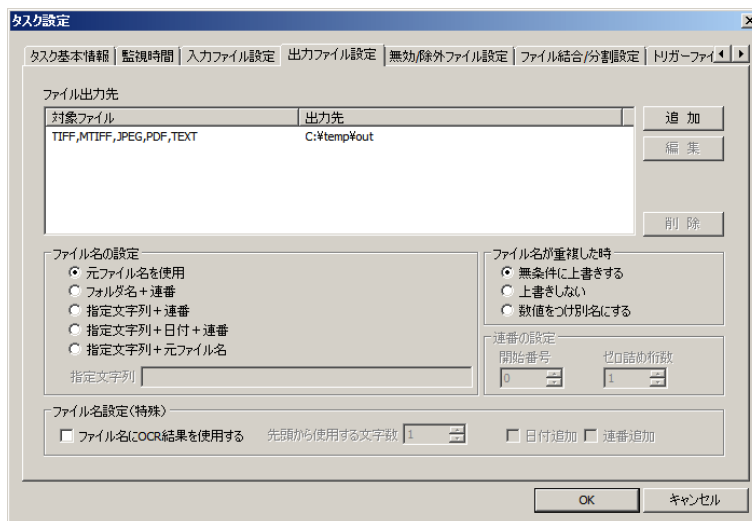 タスク設定
タスク基本情報 監視時間 入力ファイル設定 出力ファイル設定 無効/除外ファイル設定 ファイル結合/分割設定 トリガーファイ
ファイル出力先
対象ファイル 出力先
TIFF,MTIFF,JPEG,PDF,TEXT C:¥temp¥out
追 加
編 集
削 除
ファイル名の設定
元ファイル名を使用
フォルダ名+連番
指定文字列+連番
指定文字列+日付+連番
指定文字列+元ファイル名
指定文字列
ファイル名が重複した時
無条件に上書きする
上書きしない
数値をつけ別名にする
連番の設定
開始番号 ゼロ詰め桁数
0 1
ファイル名設定(特殊)
ファイル名にOCR結果を使用する 先頭から使用する文字数 1 日付追加 連番追加
OK キャンセル